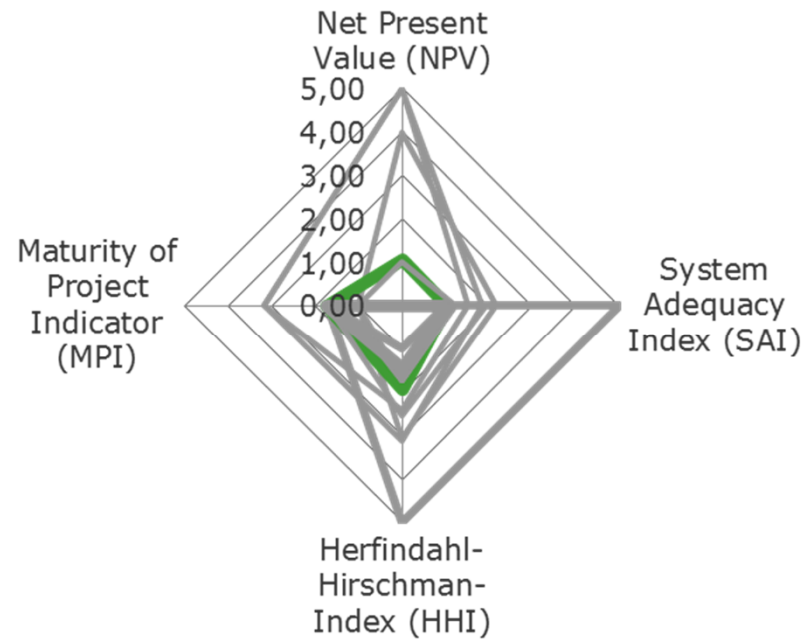 Net Present
Value (NPV)
5,00
4,00
3,00
2,00
1,00
0,00
Maturity of
Project
Indicator
(MPI)
System
Adequacy
Index (SAI)
Herfindahl-
Hirschman-
Index (HHI)